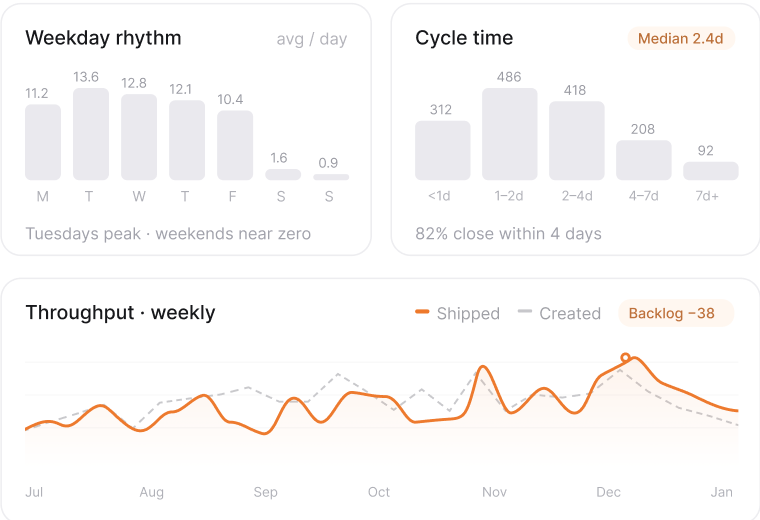 Weekday rhythm
avg / day
11.2
13.6
12.8
12.1
10.4
1.6
0.9
M
T
W
T
F
S
S
Tuesdays peak · weekends near zero
Cycle time
Median 2.4d
312
486
418
208
92
<1d
1–2d
2–4d
4–7d
7d+
82% close within 4 days
Throughput · weekly
Shipped
Created
Backlog −38
Jul
Aug
Sep
Oct
Nov
Dec
Jan